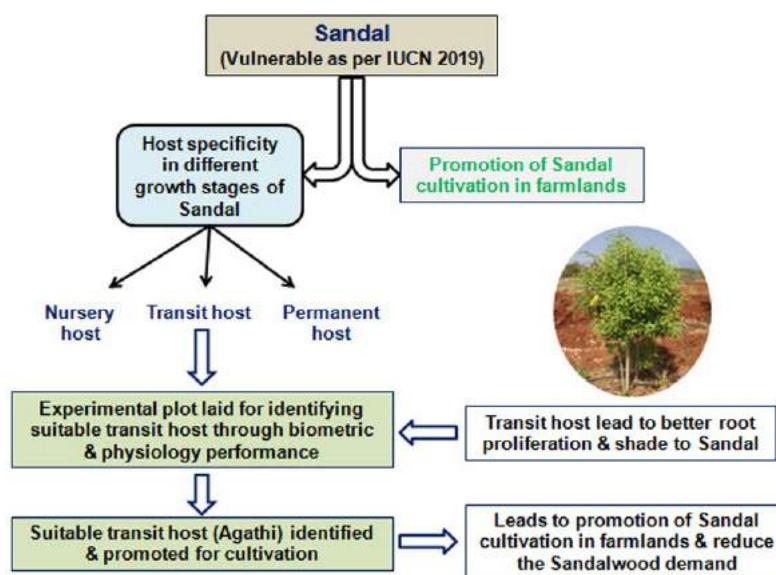 Sandal
(Vulnerable as per IUCN 2019)
Host specificity
in different
growth stages of
Sandal
Promotion of Sandal
cultivation in farmlands
Nursery
host
Transit host
Permanent
host
Experimental plot laid for identifying
suitable transit host through biometric
& physiology performance
Transit host lead to better root
proliferation & shade to Sandal
Suitable transit host (Agathi) identified
& promoted for cultivation
Leads to promotion of Sandal
cultivation in farmlands & reduce
the Sandalwood demand